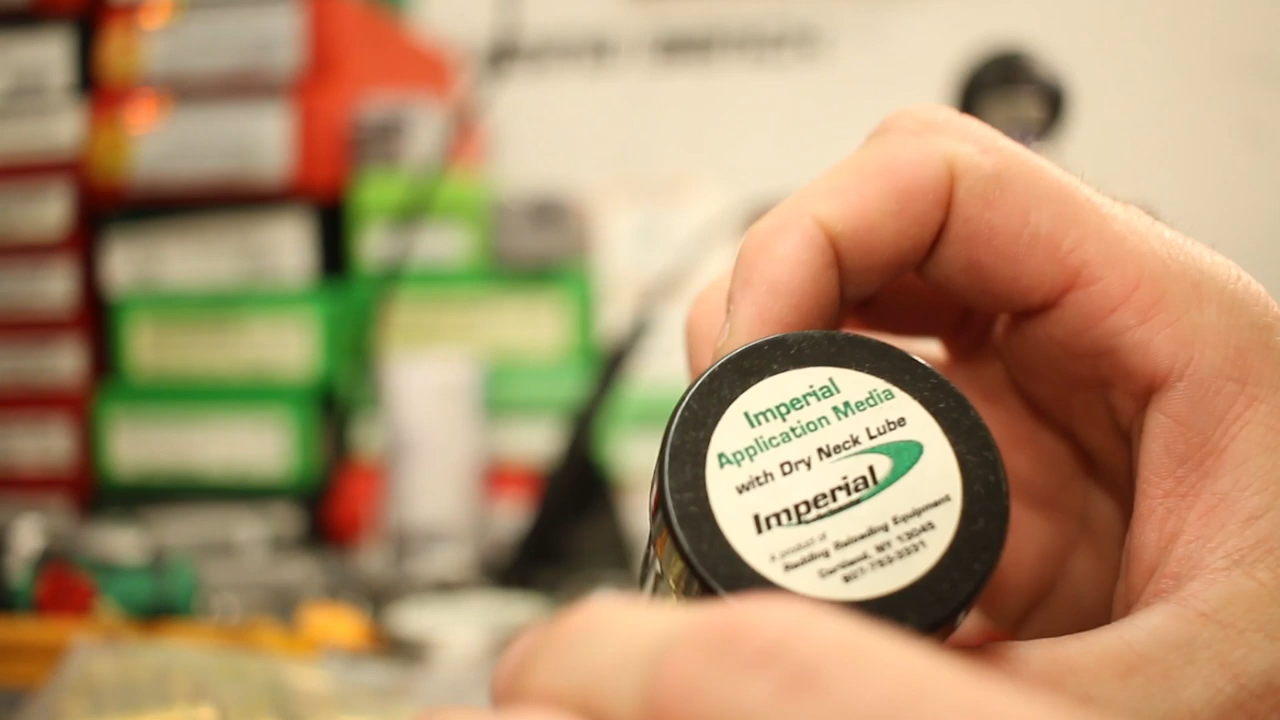 Imperial
Application Media
with Dry Neck Lube
Imperial
A product of
Redding Reloading Equipment
Cortland, NY 13045
607-753-3331